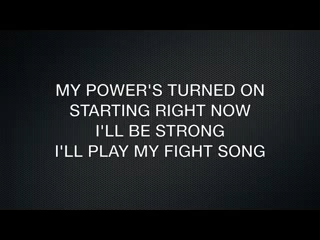 MY POWER'S TURNED ON
STARTING RIGHT NOW
I'LL BE STRONG
I'LL PLAY MY FIGHT SONG